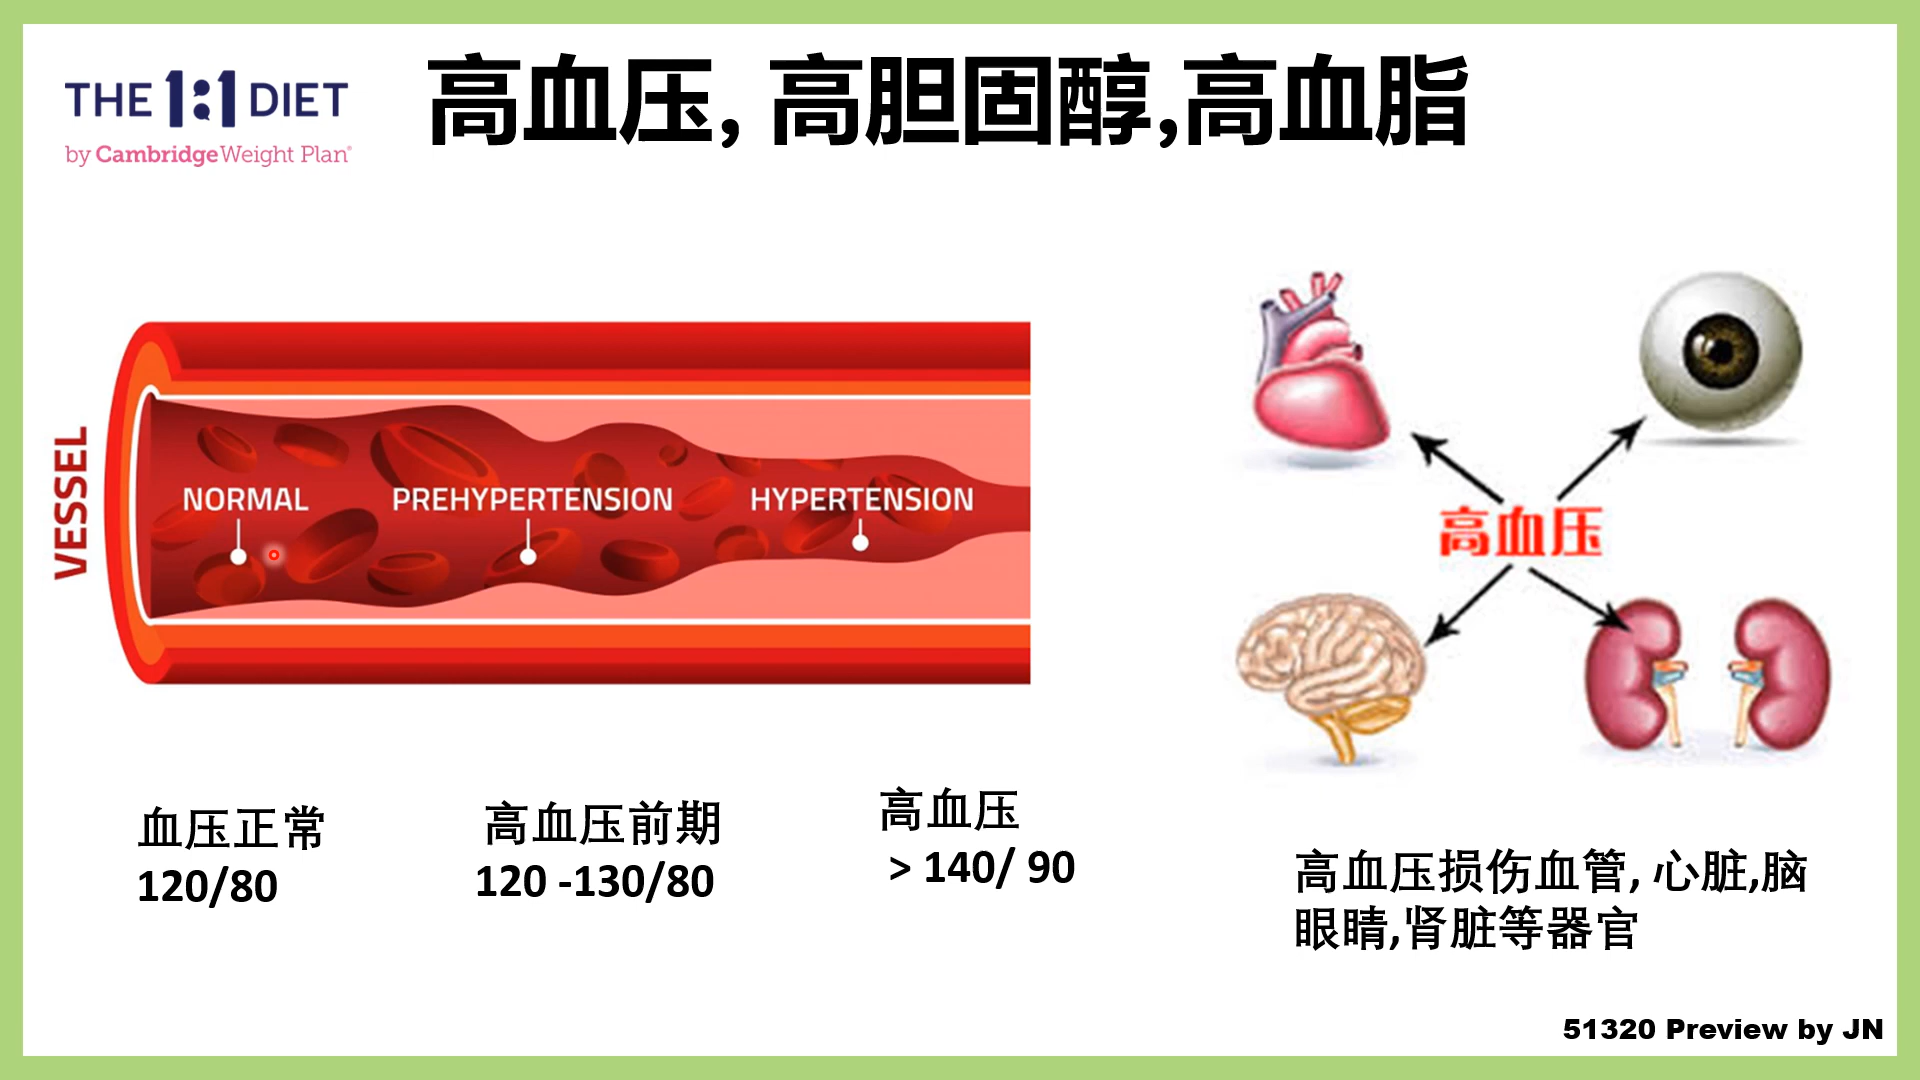 THE 1:1 DIET
by Cambridge Weight Plan®
高血压, 高胆固醇,高血脂
VESSEL
NORMAL
PREHYPERTENSION
HYPERTENSION
血压正常
120/80
高血压前期
120 -130/80
高血压
> 140/ 90
高血压
高血压损伤血管, 心脏,脑
眼睛,肾脏等器官
51320 Preview by JN